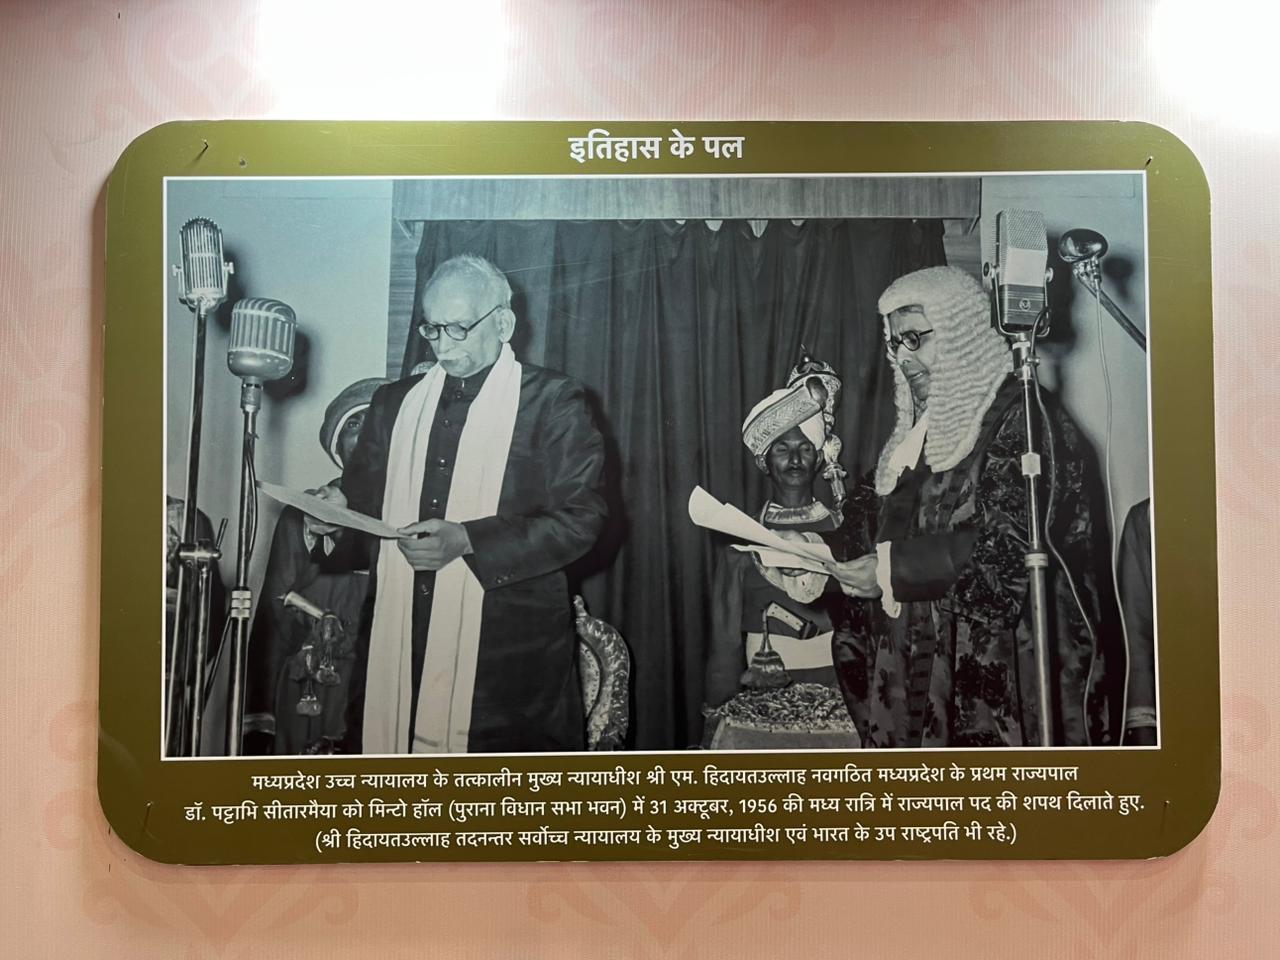 इतिहास के पल
मध्यप्रदेश उच्च न्यायालय के तत्कालीन मुख्य न्यायाधीश श्री एम. हिदायतउल्लाह नवगठित मध्यप्रदेश के प्रथम राज्यपाल
डॉ. पट्टाभि सीतारमैया को मिन्टो हॉल (पुराना विधान सभा भवन) में 31 अक्टूबर, 1956 की मध्य रात्रि में राज्यपाल पद की शपथ दिलाते हुए.
(श्री हिदायतउल्लाह तदनन्तर सर्वोच्च न्यायालय के मुख्य न्यायाधीश एवं भारत के उप राष्ट्रपति भी रहे.)